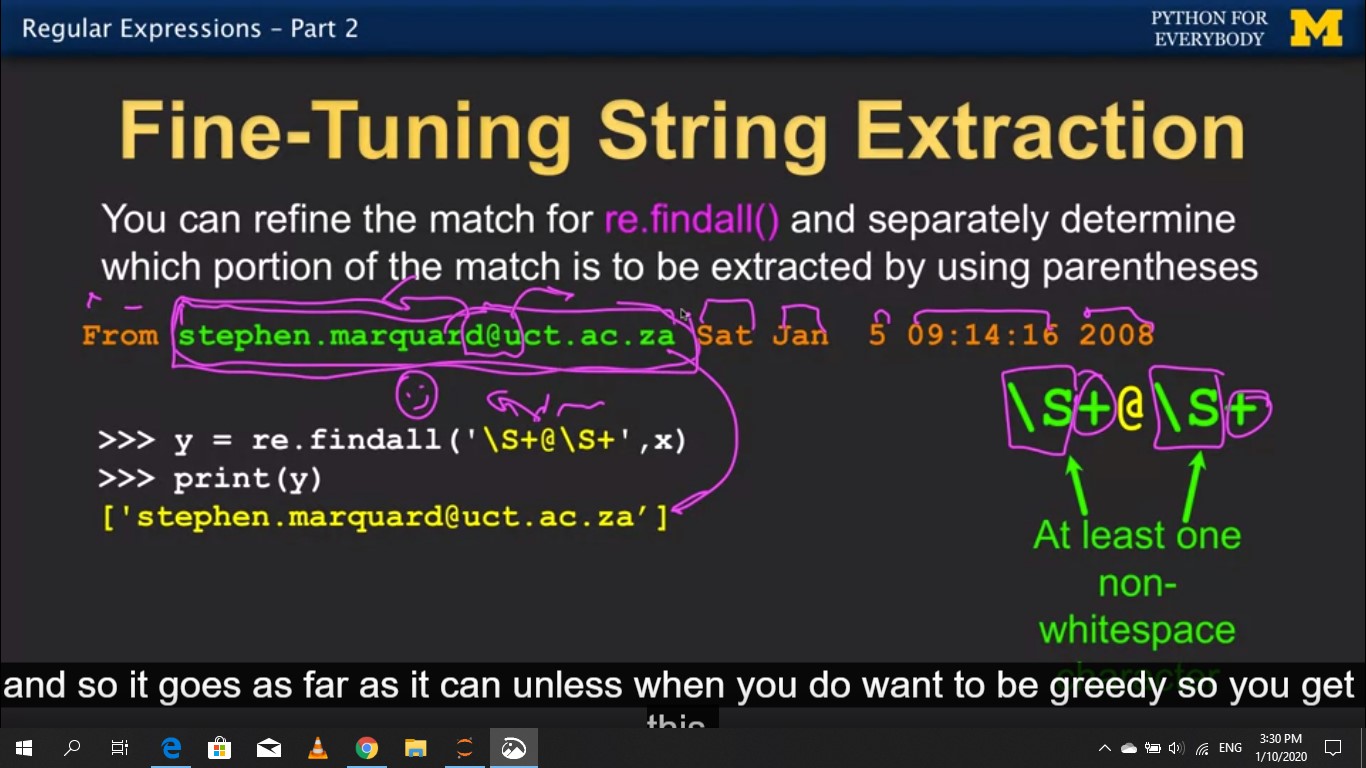 Regular Expressions – Part 2
PYTHON FOR
EVERYBODY
M
Fine-Tuning String Extraction
You can refine the match for re.findall() and separately determine
which portion of the match is to be extracted by using parentheses
From stephen.marquard@uct.ac.za Sat Jan 5 09:14:16 2008
\S+@\S+
>>> y = re.findall('\S+@\S+',x)
>>> print(y)
['stephen.marquard@uct.ac.za’]
At least one
non-
whitespace
character
and so it goes as far as it can unless when you do want to be greedy so you get
this
ENG
3:30 PM
1/10/2020